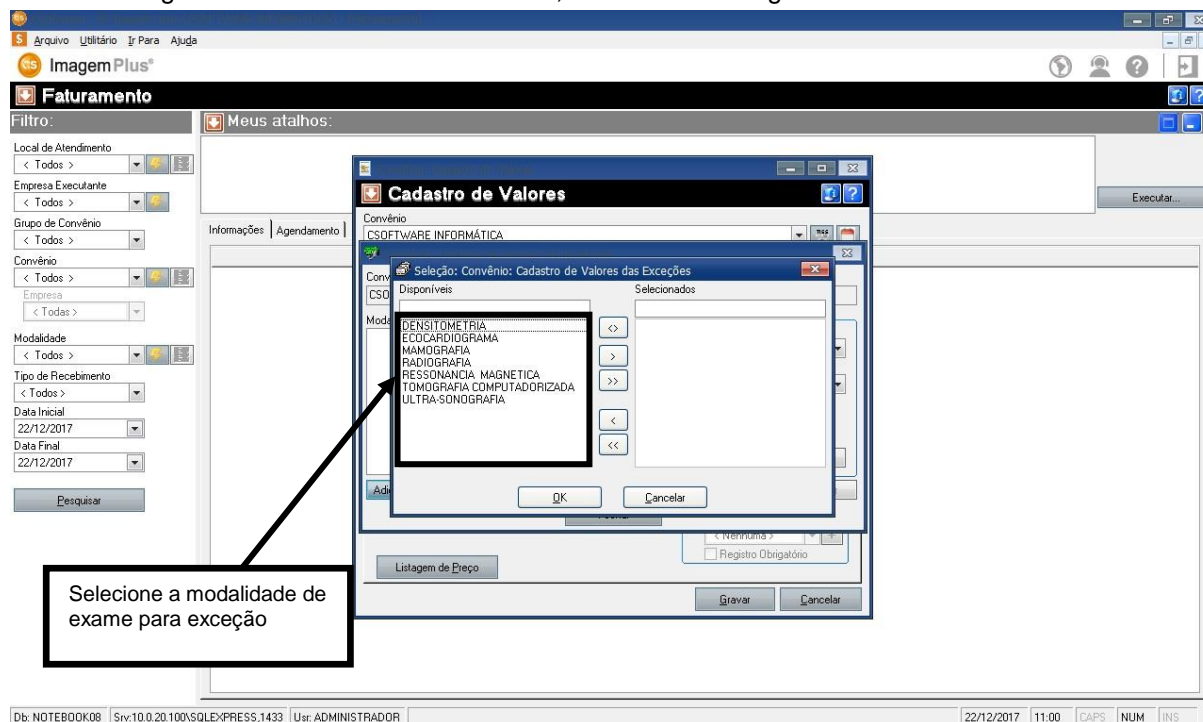 Arquivo Utilitário Ir Para Ajuda
ImagemPlus®
Faturamento
Filtro:
Meus atalhos:
Local de Atendimento
< Todos >
Empresa Executante
< Todos >
Grupo de Convênio
< Todos >
Convênio
< Todos >
Empresa
< Todas >
Modalidade
< Todos >
Tipo de Recebimento
< Todos >
Data Inicial
22/12/2017
Data Final
22/12/2017
Pesquisar
Executar...
Informações Agendamento
Cadastro de Valores
Convênio
CSOFTWARE INFORMÁTICA
Seleção: Convênio: Cadastro de Valores das Exceções
Disponíveis
Selecionados
DENSITOMETRIA
ECOCARDIOGRAMA
MAMOGRAFIA
RADIOGRAFIA
RESSONANCIA MAGNETICA
TOMOGRAFIA COMPUTADORIZADA
ULTRA-SONOGRAFIA
<>
>
>>
<
<<
OK Cancelar
< Nenhuma >
Registro Obrigatório
Listagem de Preço
Gravar Cancelar
Selecione a modalidade de
exame para exceção
Db: NOTEBOOK08 Srv:10.0.20.100\SQLEXPRESS,1433 Usr: ADMINISTRADOR 22/12/2017 11:00 CAPS NUM INS